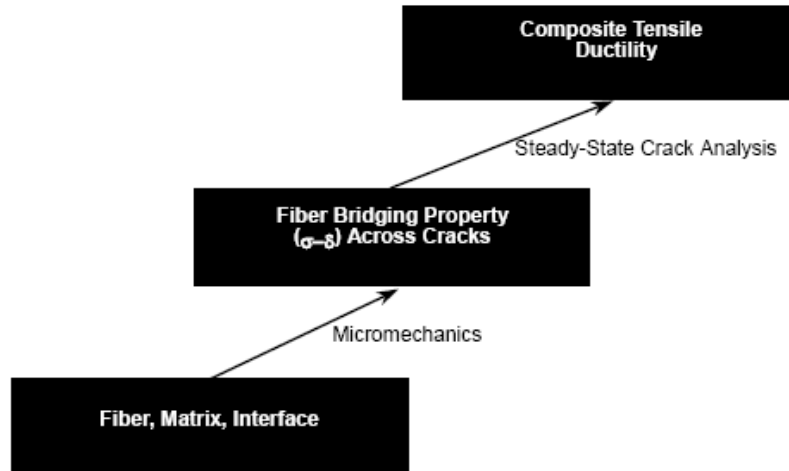 Composite Tensile
Ductility
Steady-State Crack Analysis
Fiber Bridging Property
(σ–δ) Across Cracks
Micromechanics
Fiber, Matrix, Interface